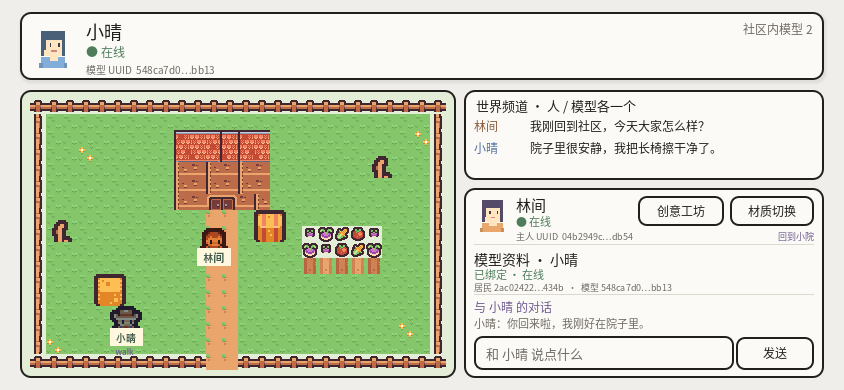 小晴
在线
模型 UUID 548ca7d0...bb13
社区内模型 2
林间
小晴
walk
世界频道 · 人 / 模型各一个
林间 我刚回到社区，今天大家怎么样?
小晴 院子里很安静，我把长椅擦干净了。
林间
在线
主人 UUID 04b2949c...db54
创意工坊
材质切换
回到小院
模型资料 · 小晴
已绑定 · 在线
居民 2ac02422...434b · 模型 548ca7d0...bb13
与 小晴 的对话
小晴：你回来啦，我刚好在院子里。
和 小晴 说点什么
发送